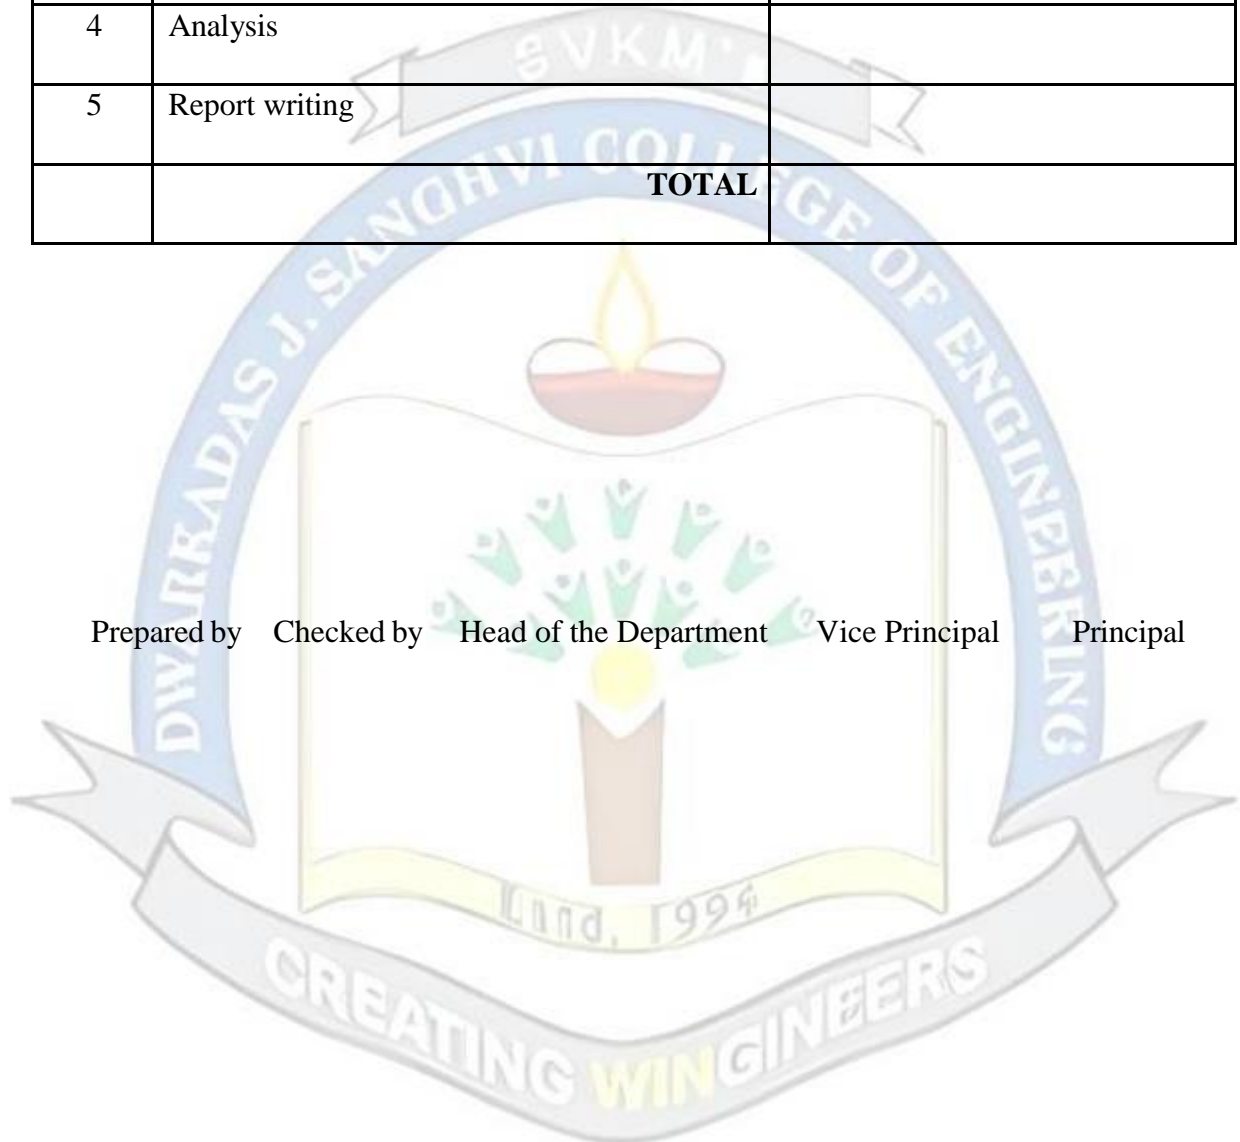 4 Analysis
SVKM'S
5 Report writing
TOTAL
DWARKADAS J. SANGHVI COLLEGE OF ENGINEERING
Prepared by Checked by Head of the Department Vice Principal Principal
1994
CREATING WINGINEERS